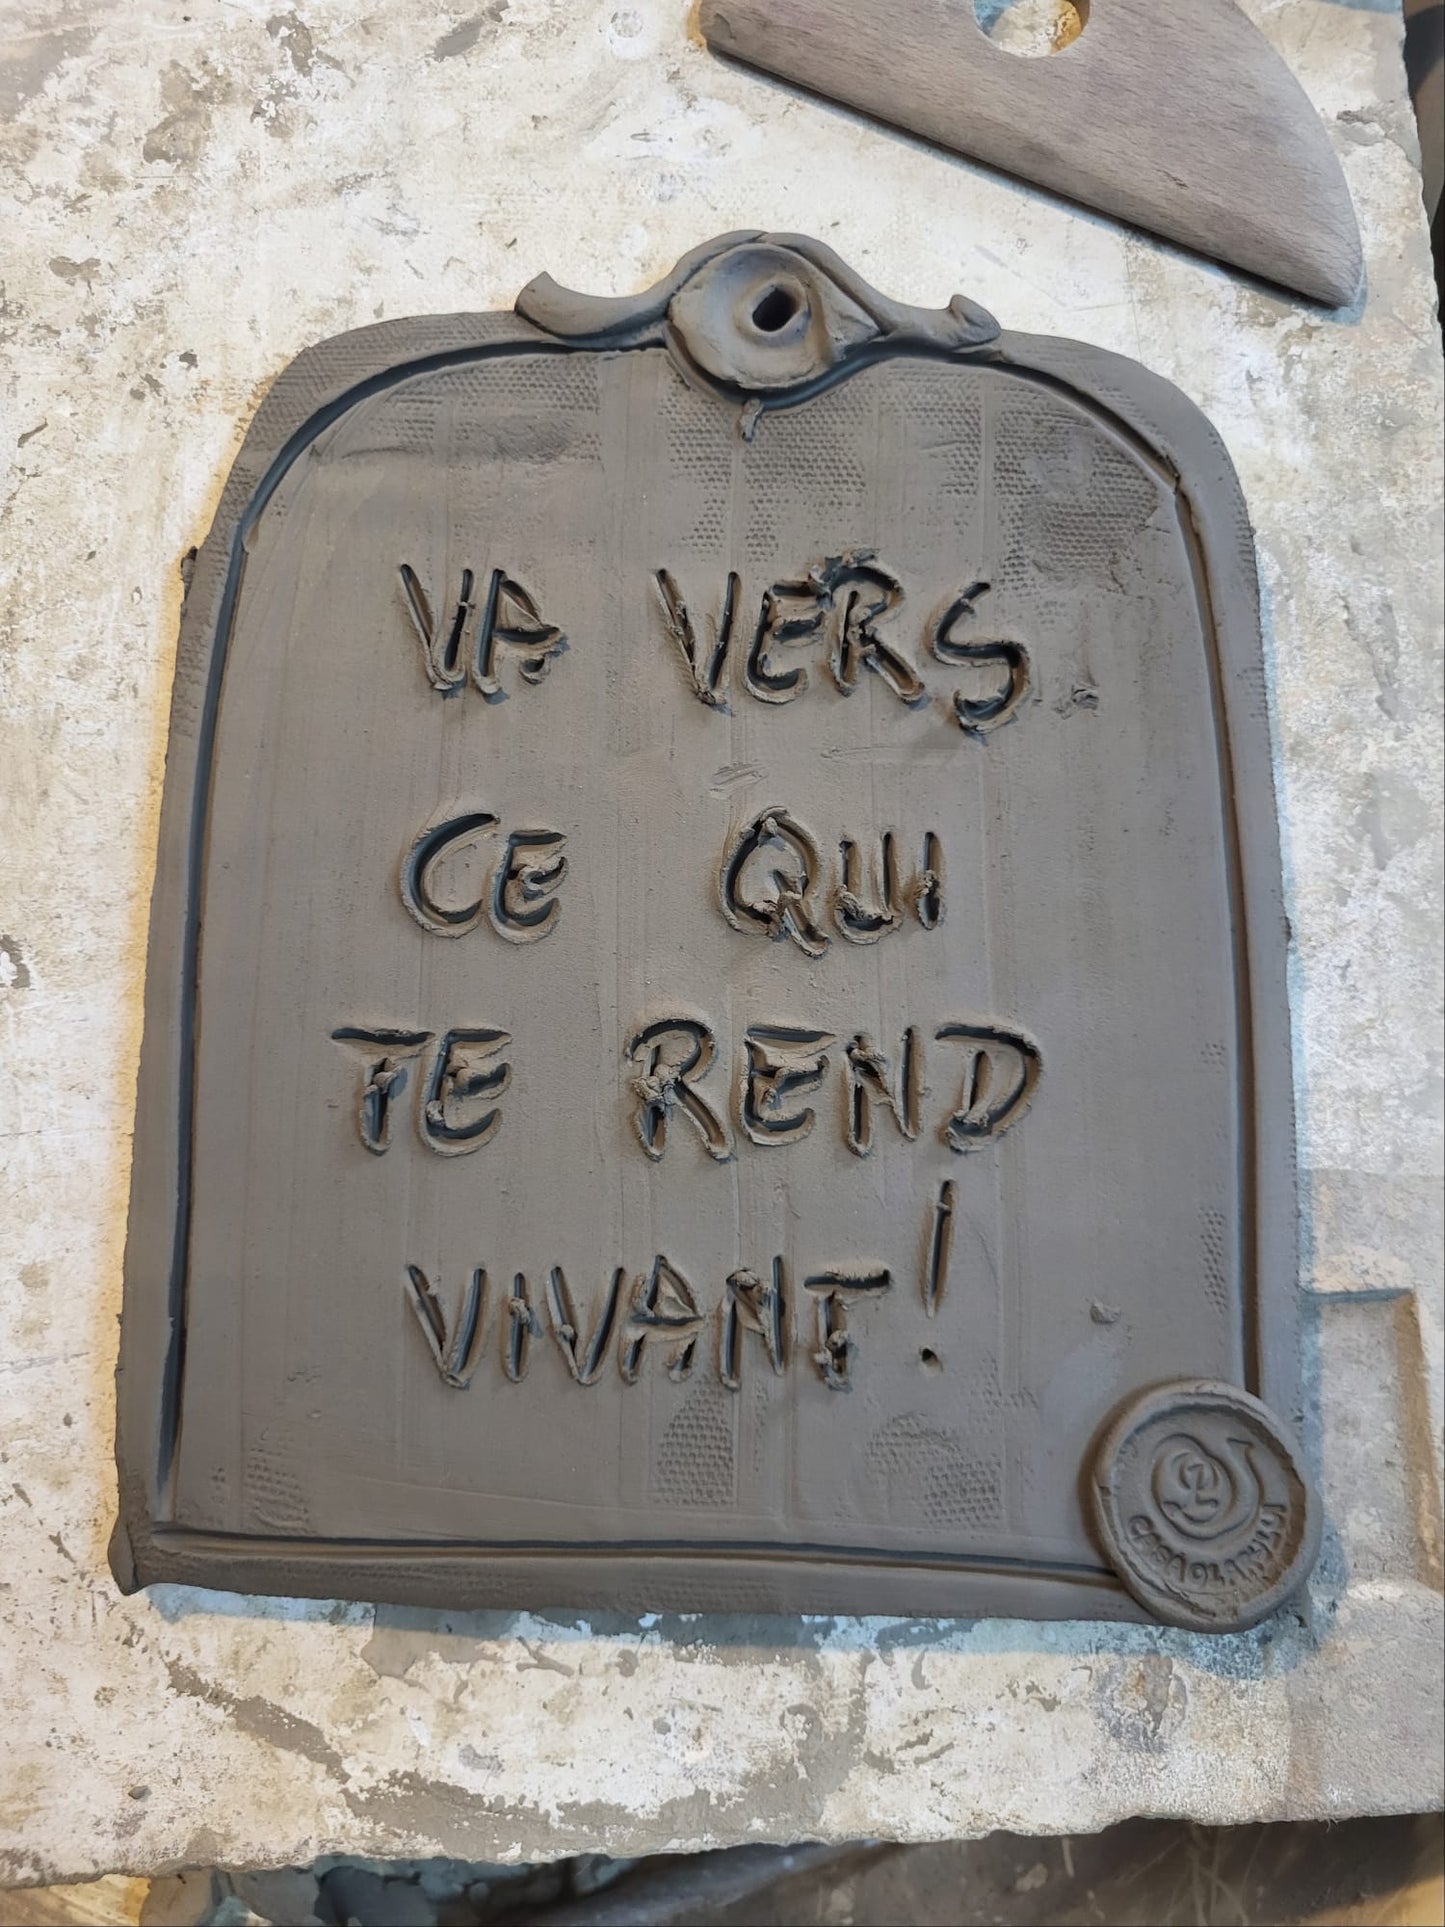 VA VERS
CE QUI
TE REND
VIVANT!